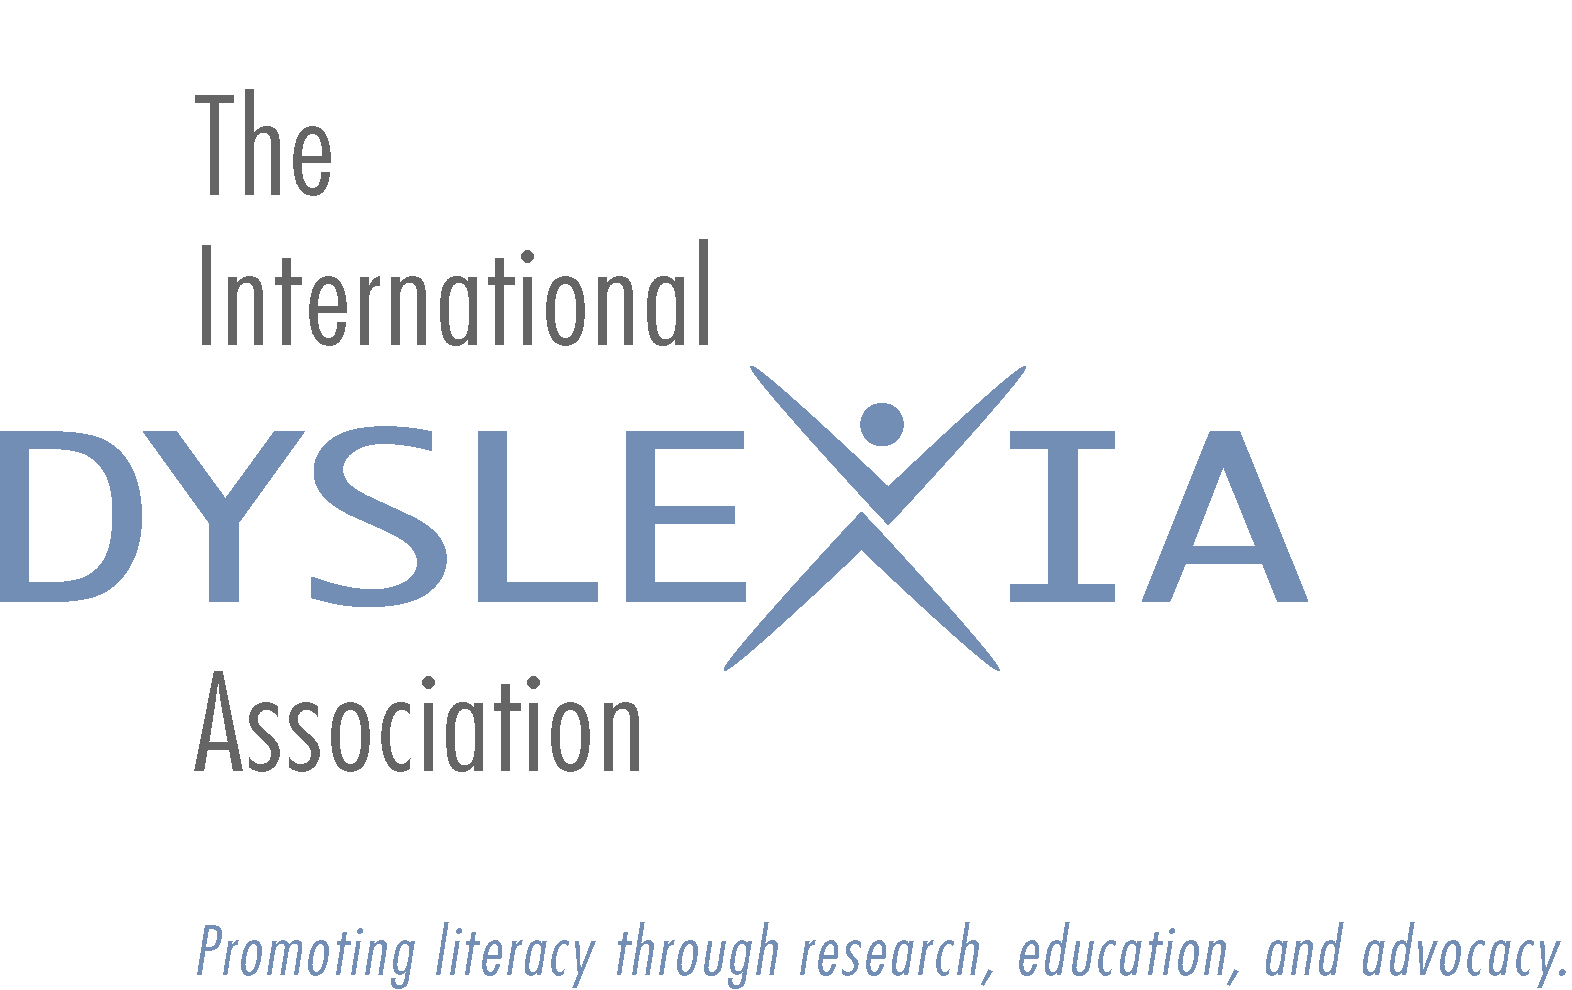 The
International
DYSLEXIA
Association
Promoting literacy through research, education, and advocacy.